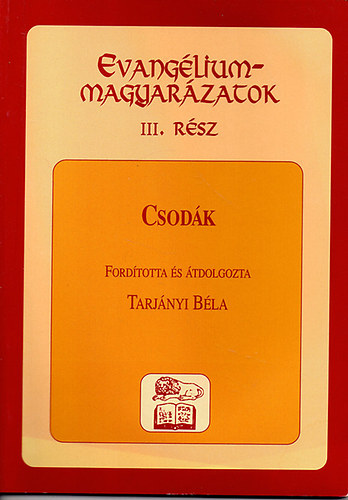 Evangélium-
magyarázatok
III. rész
Csodák
Fordította és átdolgozta
Tarjányi Béla